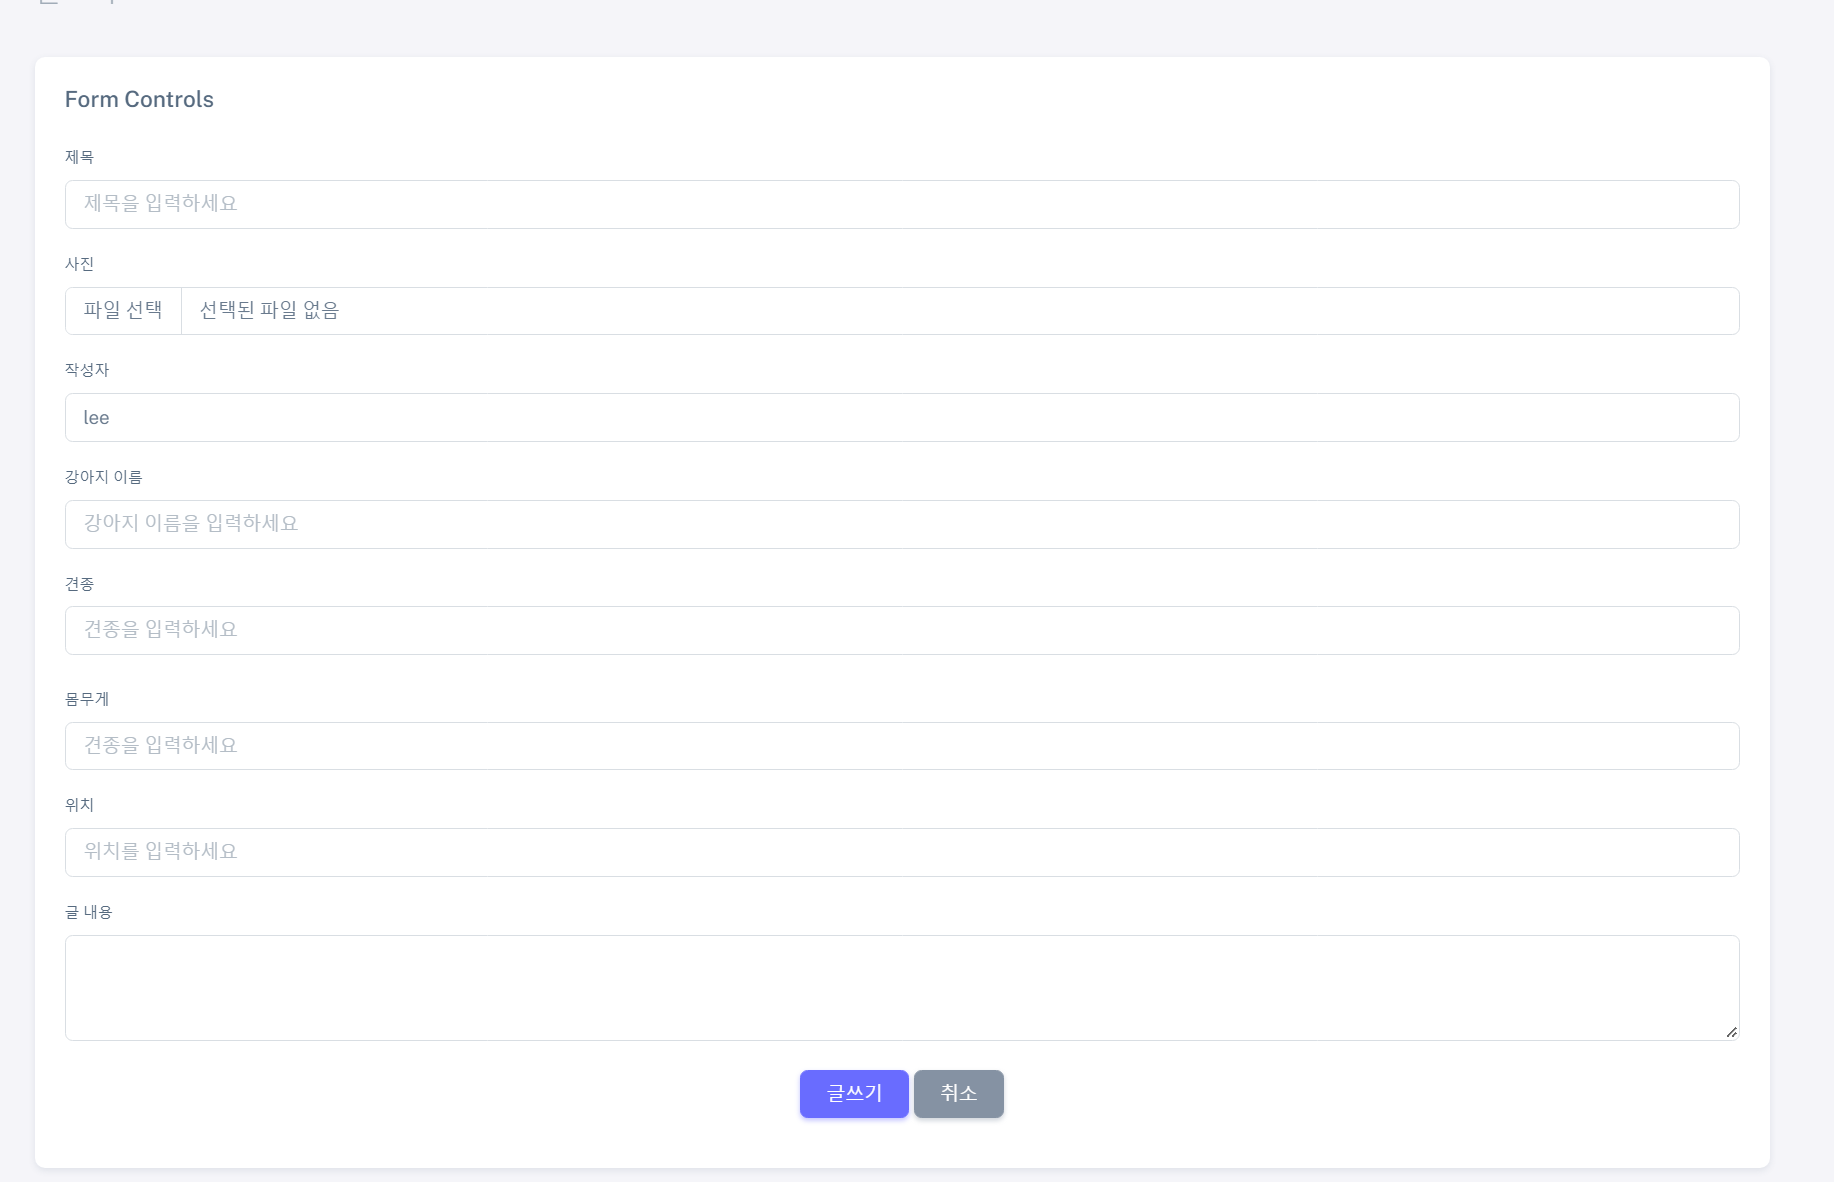 Form Controls
제목
제목을 입력하세요
사진
파일 선택 선택된 파일 없음
작성자
lee
강아지 이름
강아지 이름을 입력하세요
견종
견종을 입력하세요
몸무게
견종을 입력하세요
위치
위치를 입력하세요
글 내용
글쓰기 취소